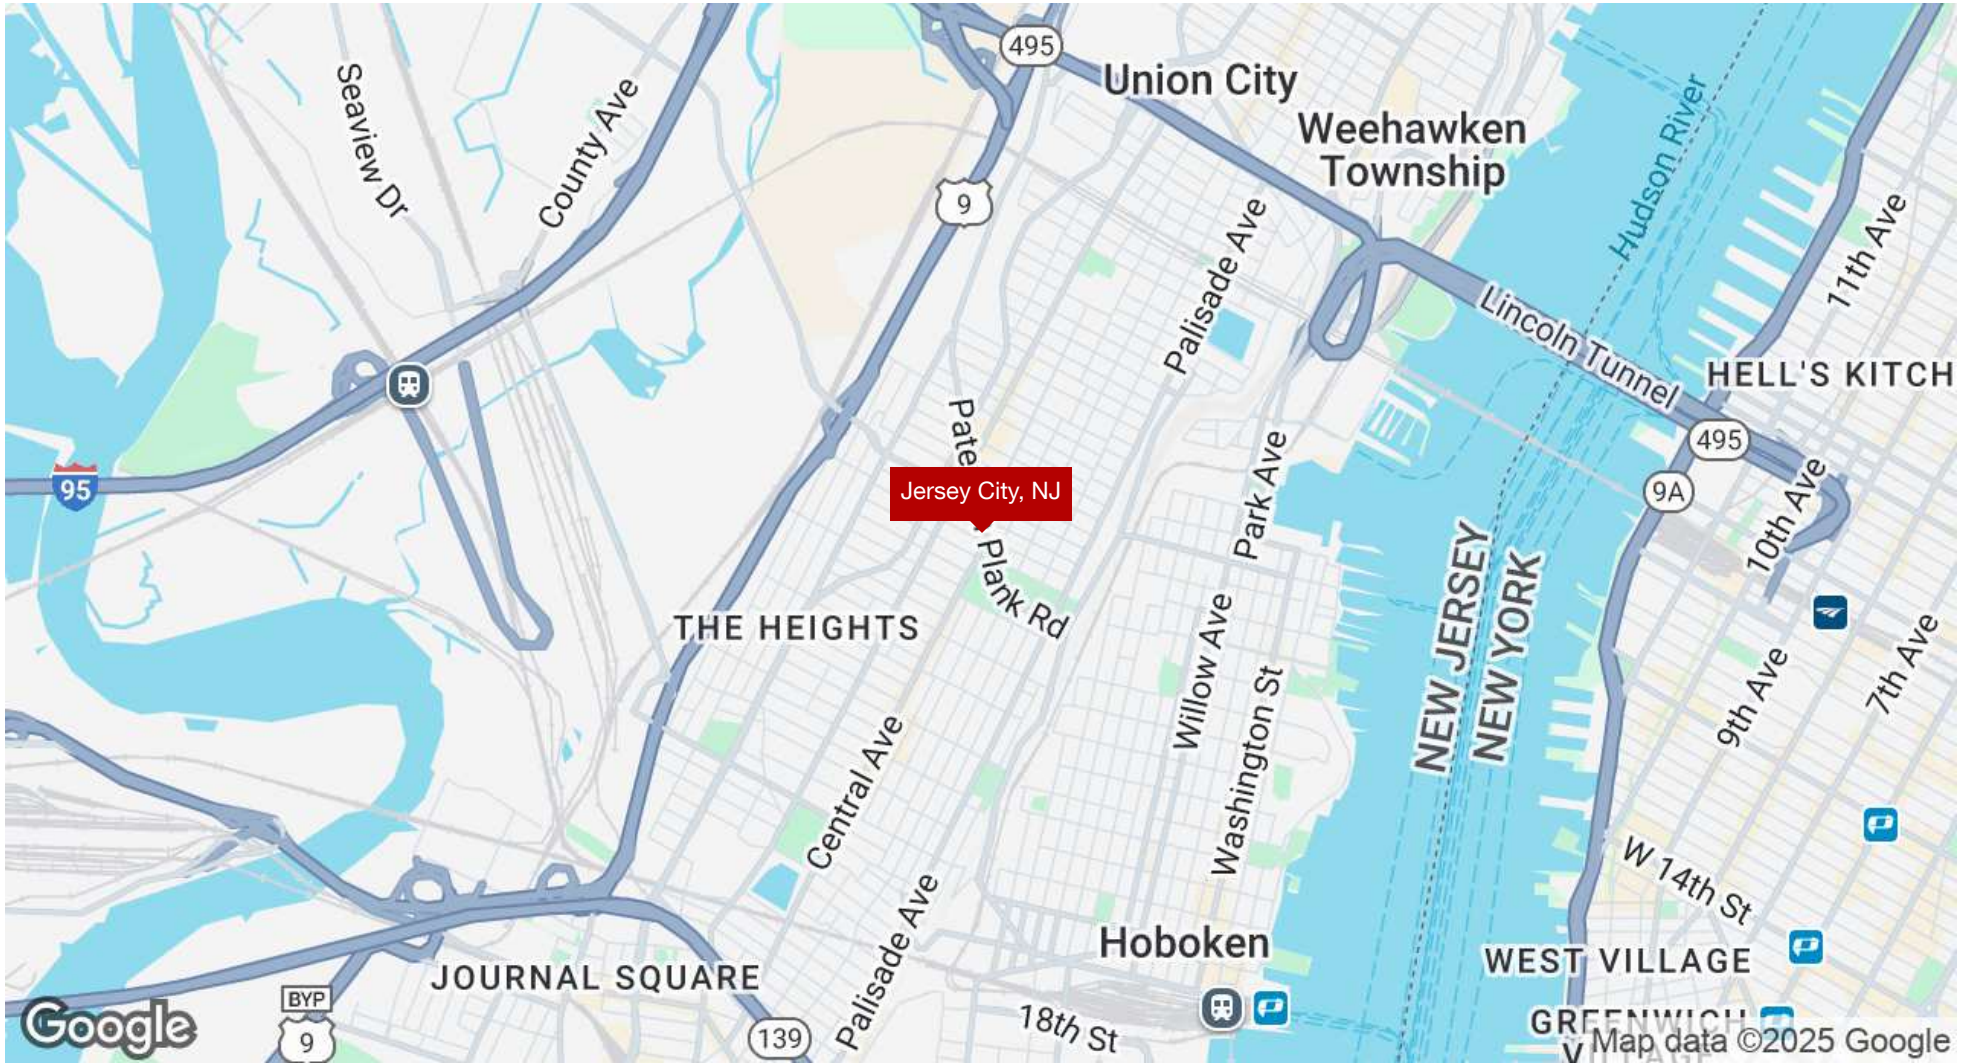 495
Union City
Weehawken
Township
Seaview Dr
County Ave
Hudson River
9
11th Ave
Palisade Ave
Lincoln Tunnel
HELL'S KITCH
Pate
495
95
Jersey City, NJ
9A
Park Ave
10th Ave
Plank Rd
NEW JERSEY
NEW YORK
THE HEIGHTS
Willow Ave
9th Ave
7th Ave
Washington St
Central Ave
W 14th St
Palisade Ave
Hoboken
WEST VILLAGE
JOURNAL SQUARE
BYP
9
18th St
139
GREENWICH
Google
Map data ©2025 Google